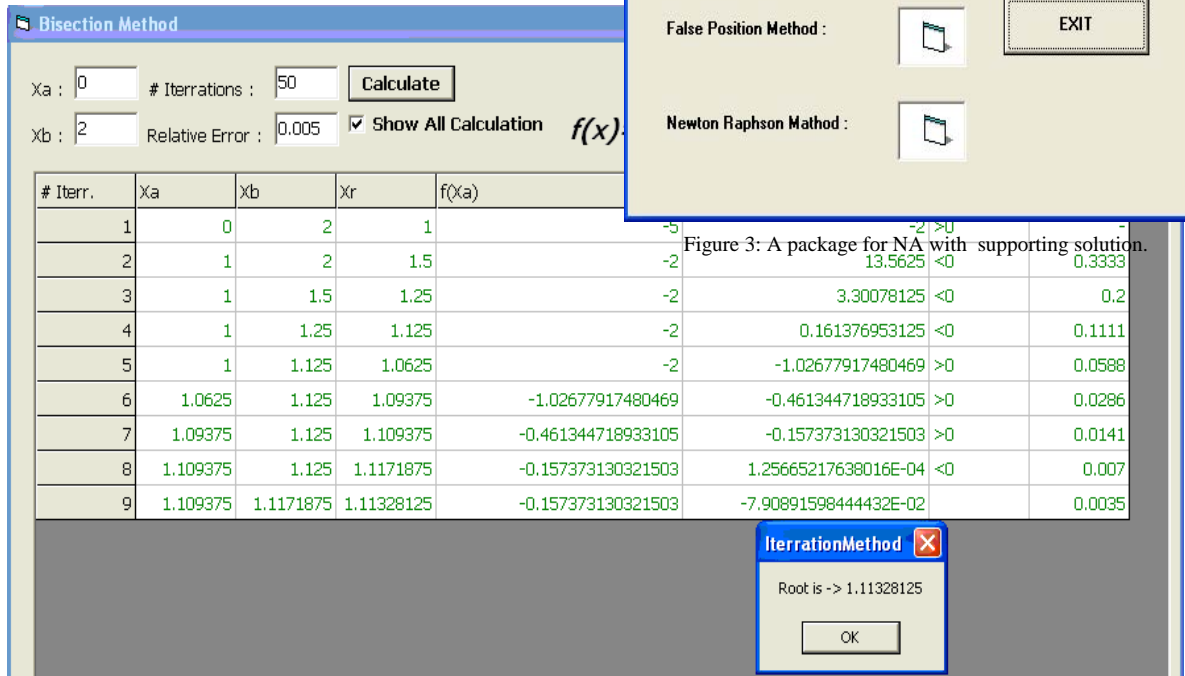 Bisection Method
Xa : 0 # Iterrations : 50 Calculate
Xb : 2 Relative Error : 0.005 Show All Calculation f(x)
False Position Method :
EXIT
Newton Raphson Mathod :
Figure 3: A package for NA with supporting solution.
# Iterr. Xa Xb Xr f(Xa)
1 0 2 1 -5 -2 >0 -
2 1 2 1.5 -2 13.5625 <0 0.3333
3 1 1.5 1.25 -2 3.30078125 <0 0.2
4 1 1.25 1.125 -2 0.161376953125 <0 0.1111
5 1 1.125 1.0625 -2 -1.02677917480469 >0 0.0588
6 1.0625 1.125 1.09375 -1.02677917480469 -0.461344718933105 >0 0.0286
7 1.09375 1.125 1.109375 -0.461344718933105 -0.157373130321503 >0 0.0141
8 1.109375 1.125 1.1171875 -0.157373130321503 1.25665217638016E-04 <0 0.007
9 1.109375 1.1171875 1.11328125 -0.157373130321503 -7.90891598444432E-02 0.0035
IterrationMethod
Root is -> 1.11328125
OK